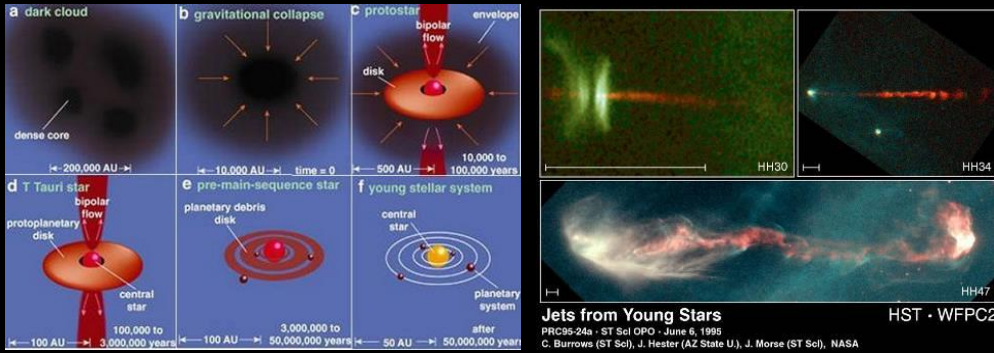 a dark cloud
dense core
200,000 AU
b gravitational collapse
10,000 AU time = 0
c protostar
envelope
bipolar
flow
disk
500 AU
10,000 to
100,000 years
d T Tauri star
bipolar
flow
protoplanetary
disk
central
star
100 AU
100,000 to
3,000,000 years
e pre-main-sequence star
planetary debris
disk
100 AU
3,000,000 to
50,000,000 years
f young stellar system
central
star
planetary
system
50 AU
after
50,000,000 years
HH30
HH34
HH47
Jets from Young Stars
HST · WFPC2
PRC95-24a · ST ScI OPO · June 6, 1995
C. Burrows (ST ScI), J. Hester (AZ State U.), J. Morse (ST ScI), NASA